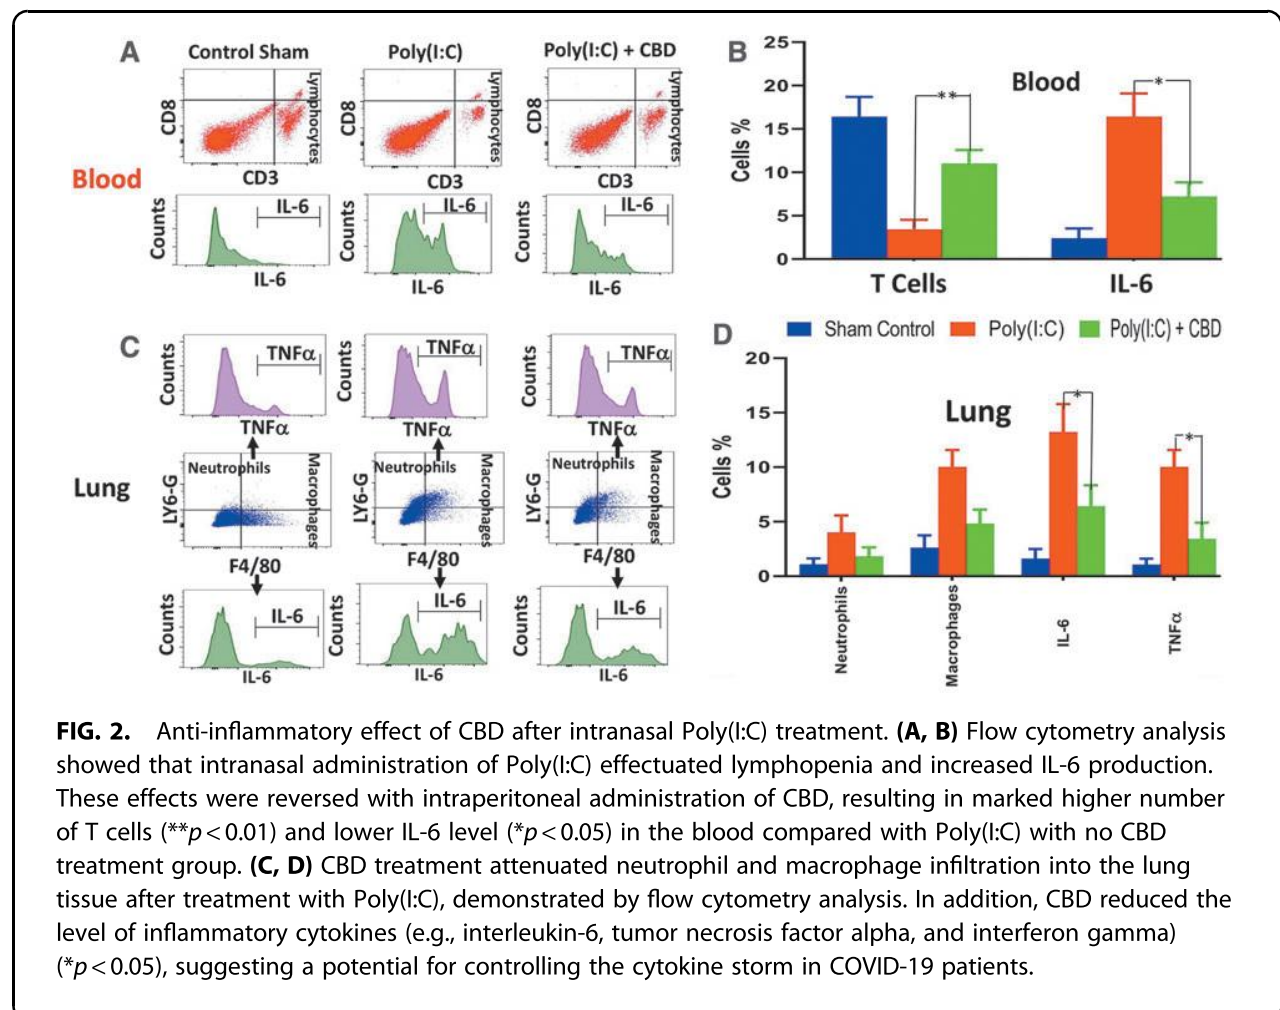 A
Control Sham
Poly(I:C)
Poly(I:C) + CBD
CD8
Lymphocytes
CD8
Lymphocytes
CD8
Lymphocytes
CD3
CD3
CD3
Blood
Counts
IL-6
Counts
IL-6
Counts
IL-6
IL-6
IL-6
IL-6
B
Blood
Cells %
25
20
15
10
5
0
**
*
T Cells
IL-6
C
Counts
TNFα
Counts
TNFα
Counts
TNFα
TNFα
TNFα
TNFα
Lung
LY6-G
Neutrophils
Macrophages
LY6-G
Neutrophils
Macrophages
LY6-G
Neutrophils
Macrophages
F4/80
F4/80
F4/80
Counts
IL-6
Counts
IL-6
Counts
IL-6
IL-6
IL-6
IL-6
D
Sham Control
Poly(I:C)
Poly(I:C) + CBD
Lung
Cells %
20
15
10
5
0
*
*
Neutrophils
Macrophages
IL-6
TNFα
FIG. 2. Anti-inflammatory effect of CBD after intranasal Poly(I:C) treatment. (A, B) Flow cytometry analysis
showed that intranasal administration of Poly(I:C) effectuated lymphopenia and increased IL-6 production.
These effects were reversed with intraperitoneal administration of CBD, resulting in marked higher number
of T cells (**p < 0.01) and lower IL-6 level (*p < 0.05) in the blood compared with Poly(I:C) with no CBD
treatment group. (C, D) CBD treatment attenuated neutrophil and macrophage infiltration into the lung
tissue after treatment with Poly(I:C), demonstrated by flow cytometry analysis. In addition, CBD reduced the
level of inflammatory cytokines (e.g., interleukin-6, tumor necrosis factor alpha, and interferon gamma)
(*p < 0.05), suggesting a potential for controlling the cytokine storm in COVID-19 patients.